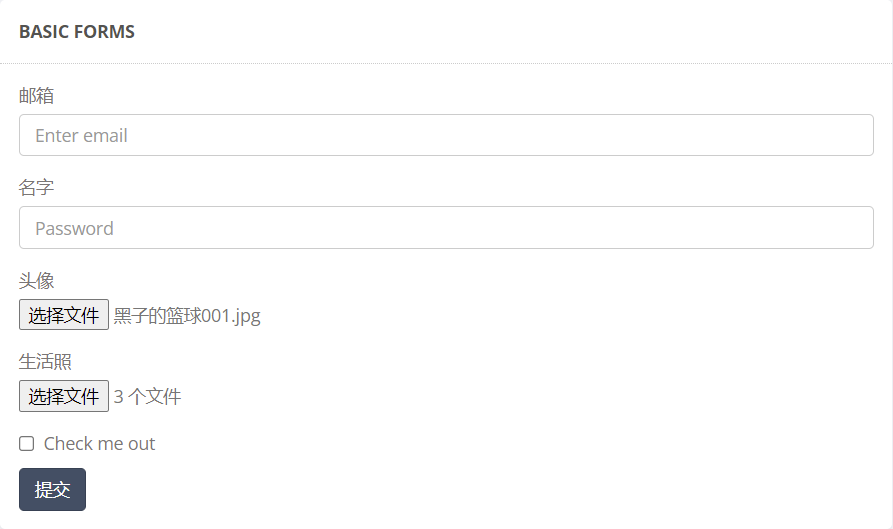 BASIC FORMS
邮箱
Enter email
名字
Password
头像
选择文件 黑子的篮球001.jpg
生活照
选择文件 3 个文件
Check me out
提交